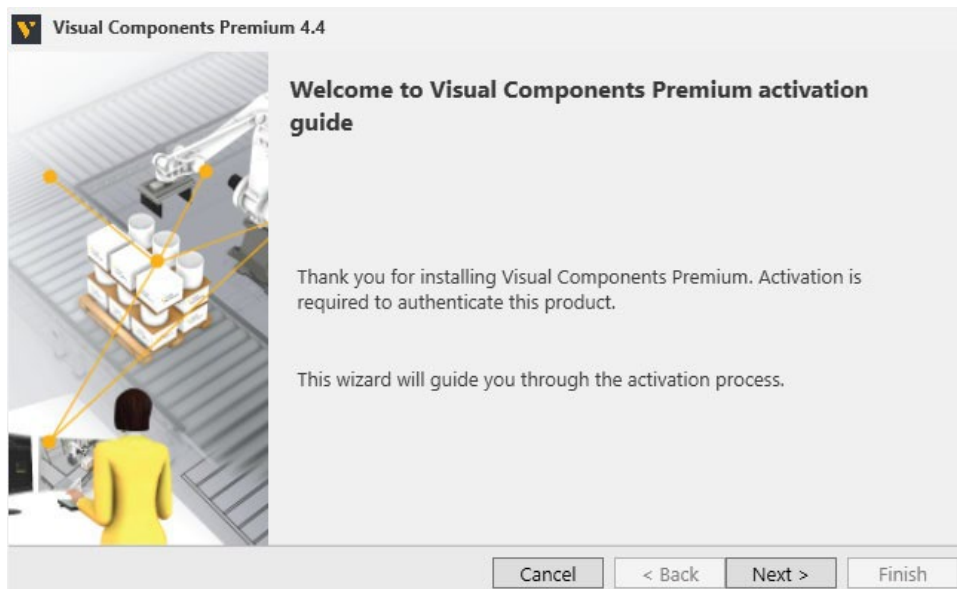 Visual Components Premium 4.4
Welcome to Visual Components Premium activation
guide
Thank you for installing Visual Components Premium. Activation is
required to authenticate this product.
This wizard will guide you through the activation process.
Cancel
< Back
Next >
Finish